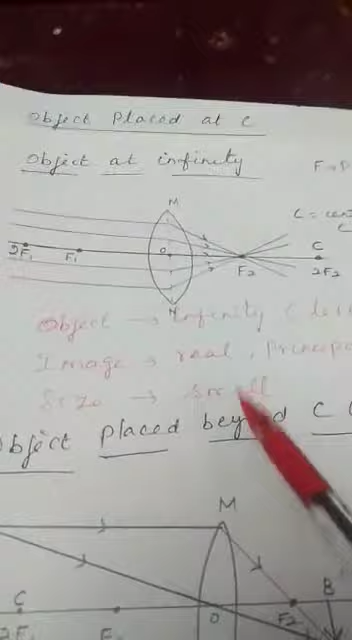 Object Placed at C
Object at infinity
M
C =
2F1 F1 O F2 C
2F2
N
Object → Infinity
Image → real,
Size → Small
Object placed beyond C
M
C O F2 B
2F